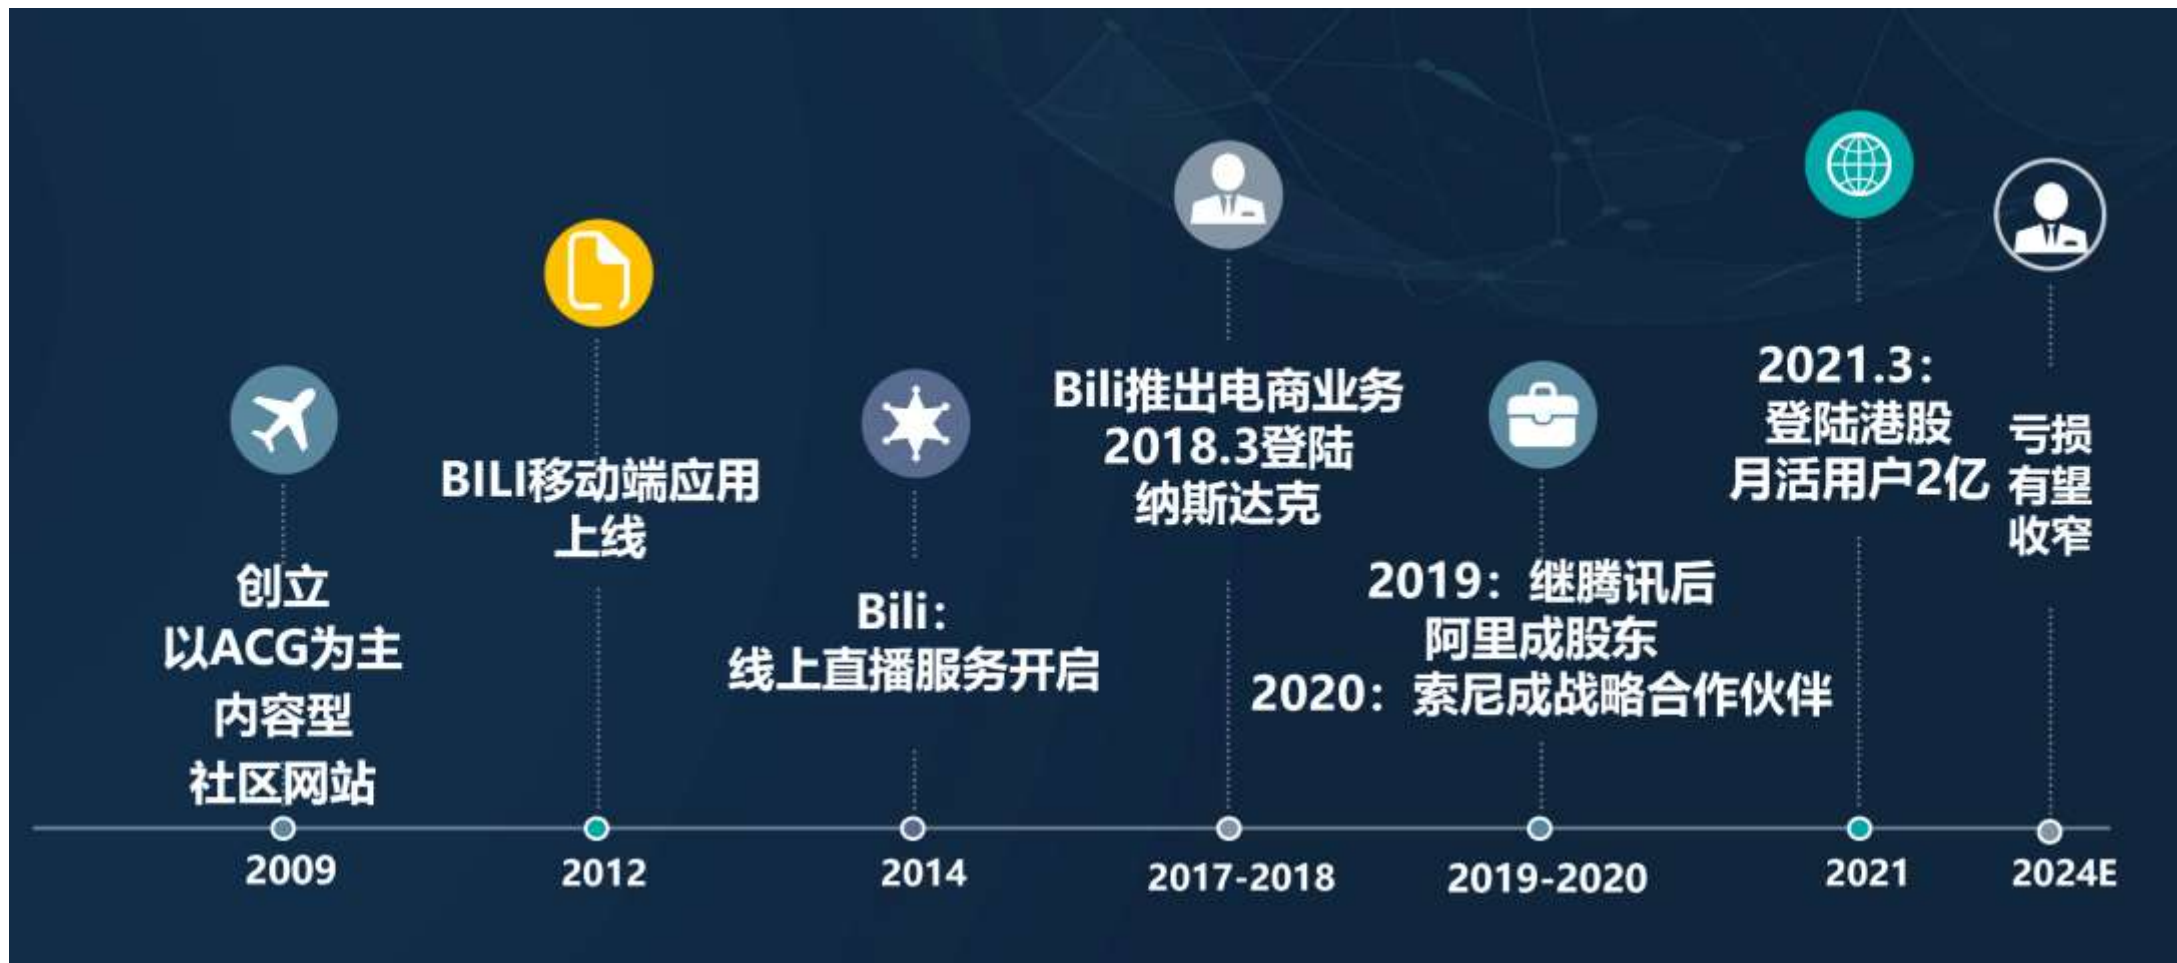 创立
以ACG为主
内容型
社区网站
2009
BILI移动端应用
上线
2012
Bili：
线上直播服务开启
2014
Bili推出电商业务
2018.3登陆
纳斯达克
2017-2018
2019：继腾讯后
阿里成股东
2020：索尼成战略合作伙伴
2019-2020
2021.3：
登陆港股
月活用户2亿
2021
亏损
有望
收窄
2024E